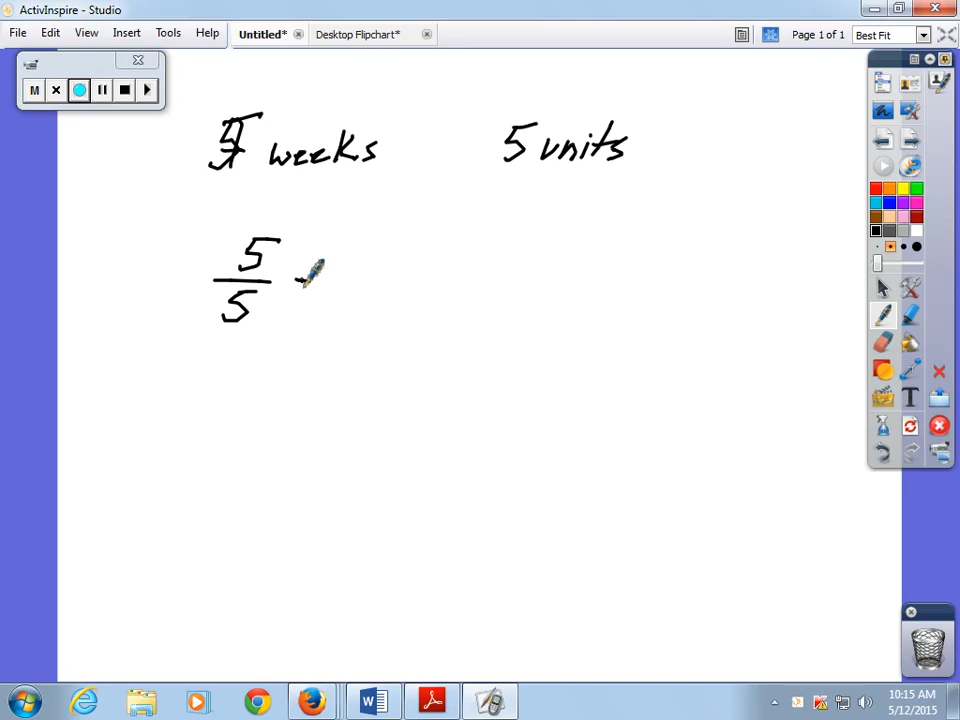 ActivInspire - Studio
File Edit View Insert Tools Help Untitled* Desktop Flipchart* Page 1 of 1 Best Fit
M
weeks 5 units
5
5
T
W
10:15 AM
5/12/2015